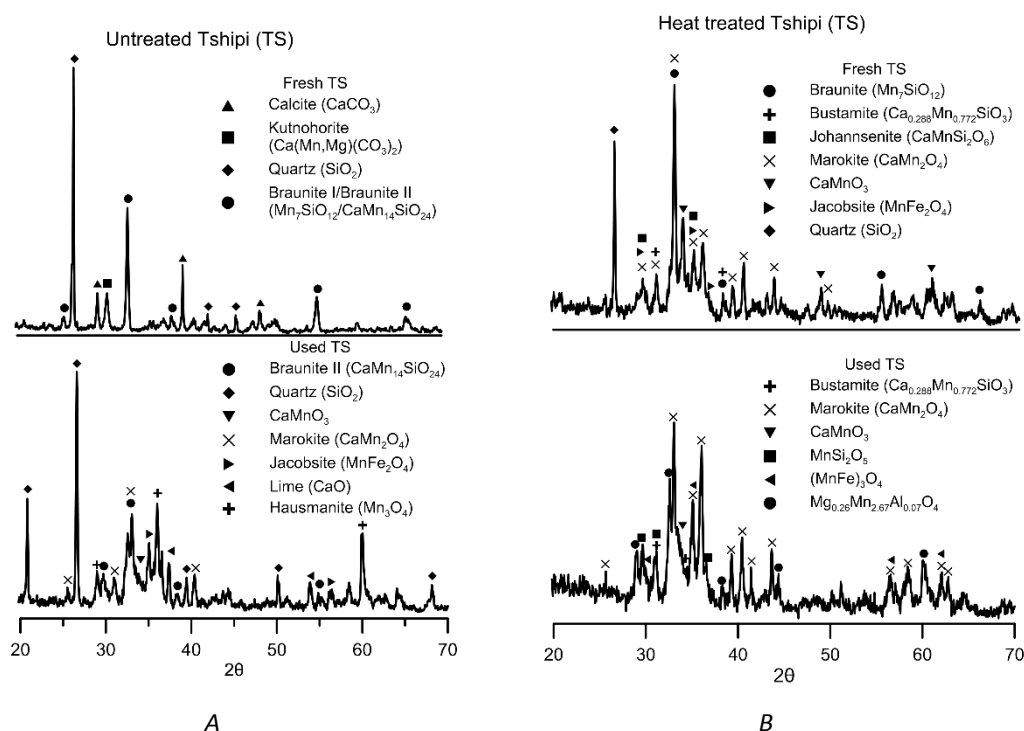 Untreated Tshipi (TS)
Fresh TS
Calcite (CaCO₃)
Kutnohorite
(Ca(Mn,Mg)(CO₃)₂)
Quartz (SiO₂)
Braunite I/Braunite II
(Mn₇SiO₁₂/CaMn₁₄SiO₂₄)
Used TS
Braunite II (CaMn₁₄SiO₂₄)
Quartz (SiO₂)
CaMnO₃
Marokite (CaMn₂O₄)
Jacobsite (MnFe₂O₄)
Lime (CaO)
Hausmanite (Mn₃O₄)
20 30 40 50 60 70
2θ
A
Heat treated Tshipi (TS)
Fresh TS
Braunite (Mn₇SiO₁₂)
Bustamite (Ca₀.₂₈₈Mn₀.₇₇₂SiO₃)
Johannsenite (CaMnSi₂O₆)
Marokite (CaMn₂O₄)
CaMnO₃
Jacobsite (MnFe₂O₄)
Quartz (SiO₂)
Used TS
Bustamite (Ca₀.₂₈₈Mn₀.₇₇₂SiO₃)
Marokite (CaMn₂O₄)
CaMnO₃
MnSi₂O₅
(MnFe)₃O₄
Mg₀.₂₆Mn₂.₆₇Al₀.₀₇O₄
20 30 40 50 60 70
2θ
B